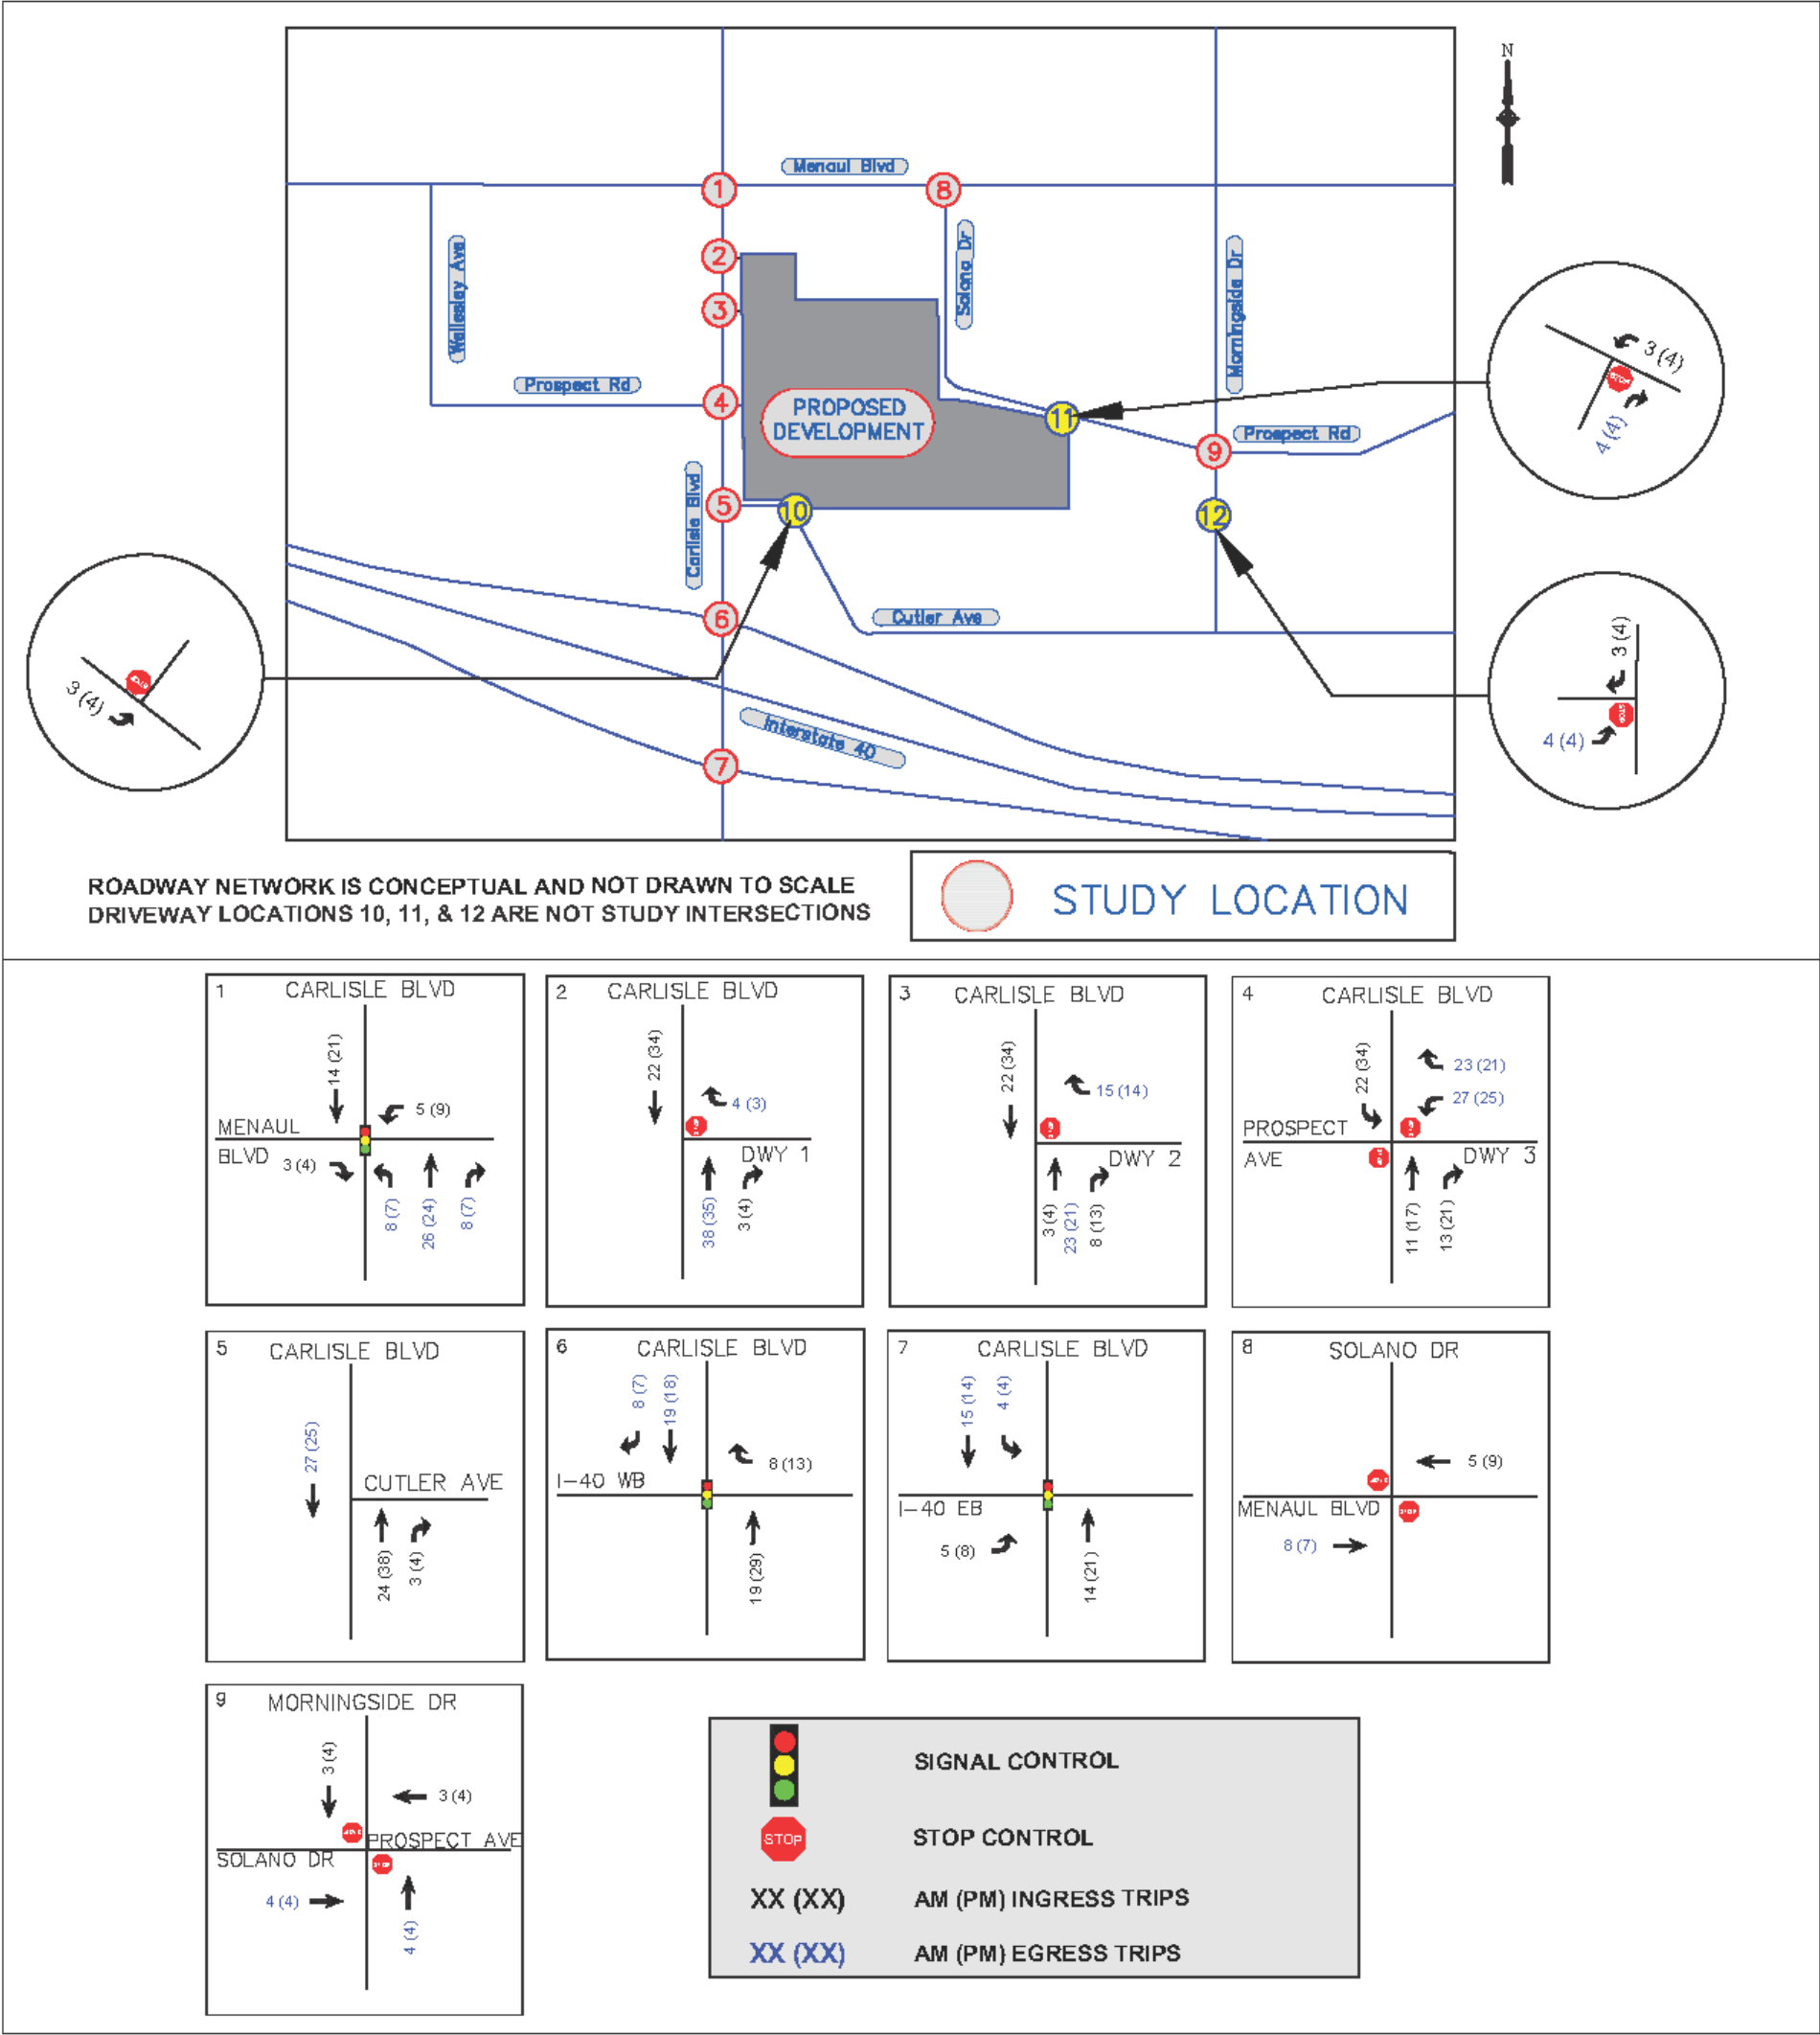 N
Menaul Blvd
1
8
2
3
Wellesley Ave
Solano Dr
Morningside Dr
Prospect Rd
4
PROPOSED
DEVELOPMENT
11
9
Prospect Rd
Carlisle Blvd
5
10
12
6
Cutler Ave
Interstate 40
7
3 (4)
STOP
4 (4)
3 (4)
STOP
4 (4)
3 (4)
ROADWAY NETWORK IS CONCEPTUAL AND NOT DRAWN TO SCALE
DRIVEWAY LOCATIONS 10, 11, & 12 ARE NOT STUDY INTERSECTIONS
STUDY LOCATION
1
CARLISLE BLVD
14 (21)
5 (9)
MENAUL
BLVD
3 (4)
8 (7)
26 (24)
8 (7)
2
CARLISLE BLVD
22 (34)
4 (3)
DWY 1
38 (35)
3 (4)
3
CARLISLE BLVD
22 (34)
15 (14)
DWY 2
3 (4)
23 (21)
8 (13)
4
CARLISLE BLVD
22 (34)
23 (21)
27 (25)
PROSPECT
AVE
DWY 3
11 (17)
13 (21)
5
CARLISLE BLVD
27 (25)
CUTLER AVE
24 (38)
3 (4)
6
CARLISLE BLVD
8 (7)
19 (18)
8 (13)
I-40 WB
19 (29)
7
CARLISLE BLVD
15 (14)
4 (4)
I-40 EB
5 (8)
14 (21)
8
SOLANO DR
5 (9)
MENAUL BLVD
8 (7)
9
MORNINGSIDE DR
3 (4)
3 (4)
PROSPECT AVE
SOLANO DR
4 (4)
4 (4)
SIGNAL CONTROL
STOP
STOP CONTROL
XX (XX)
AM (PM) INGRESS TRIPS
XX (XX)
AM (PM) EGRESS TRIPS